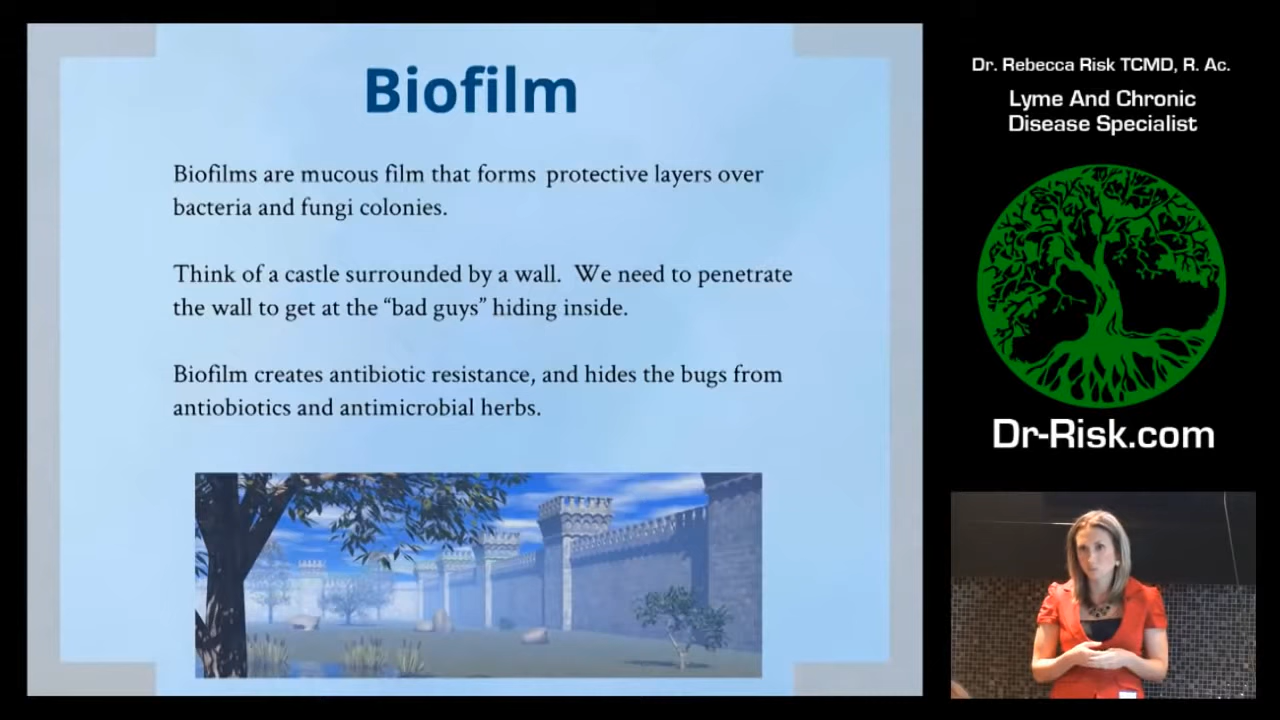 Biofilm
Biofilms are mucous film that forms protective layers over
bacteria and fungi colonies.
Think of a castle surrounded by a wall. We need to penetrate
the wall to get at the “bad guys” hiding inside.
Biofilm creates antibiotic resistance, and hides the bugs from
antiobiotics and antimicrobial herbs.
Dr. Rebecca Risk TCMD, R. Ac.
Lyme And Chronic
Disease Specialist
Dr-Risk.com